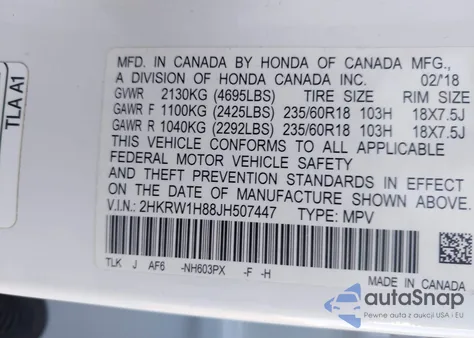 MFD. IN CANADA BY HONDA OF CANADA MFG.,
A DIVISION OF HONDA CANADA INC. 02/'18
GVWR 2130KG (4695LBS) TIRE SIZE RIM SIZE
GAWR F 1100KG (2425LBS) 235/60R18 103H 18X7.5J
GAWR R 1040KG (2292LBS) 235/60R18 103H 18X7.5J
THIS VEHICLE CONFORMS TO ALL APPLICABLE
FEDERAL MOTOR VEHICLE SAFETY
AND THEFT PREVENTION STANDARDS IN EFFECT
ON THE DATE OF MANUFACTURE SHOWN ABOVE.
V.I.N.: 2HKRW1H88JH507447 TYPE: MPV
TLK J AF6 -NH603PX -F -H
MADE IN CANADA
TLA A1
autoSnap
Pewne auta z aukcji USA i EU